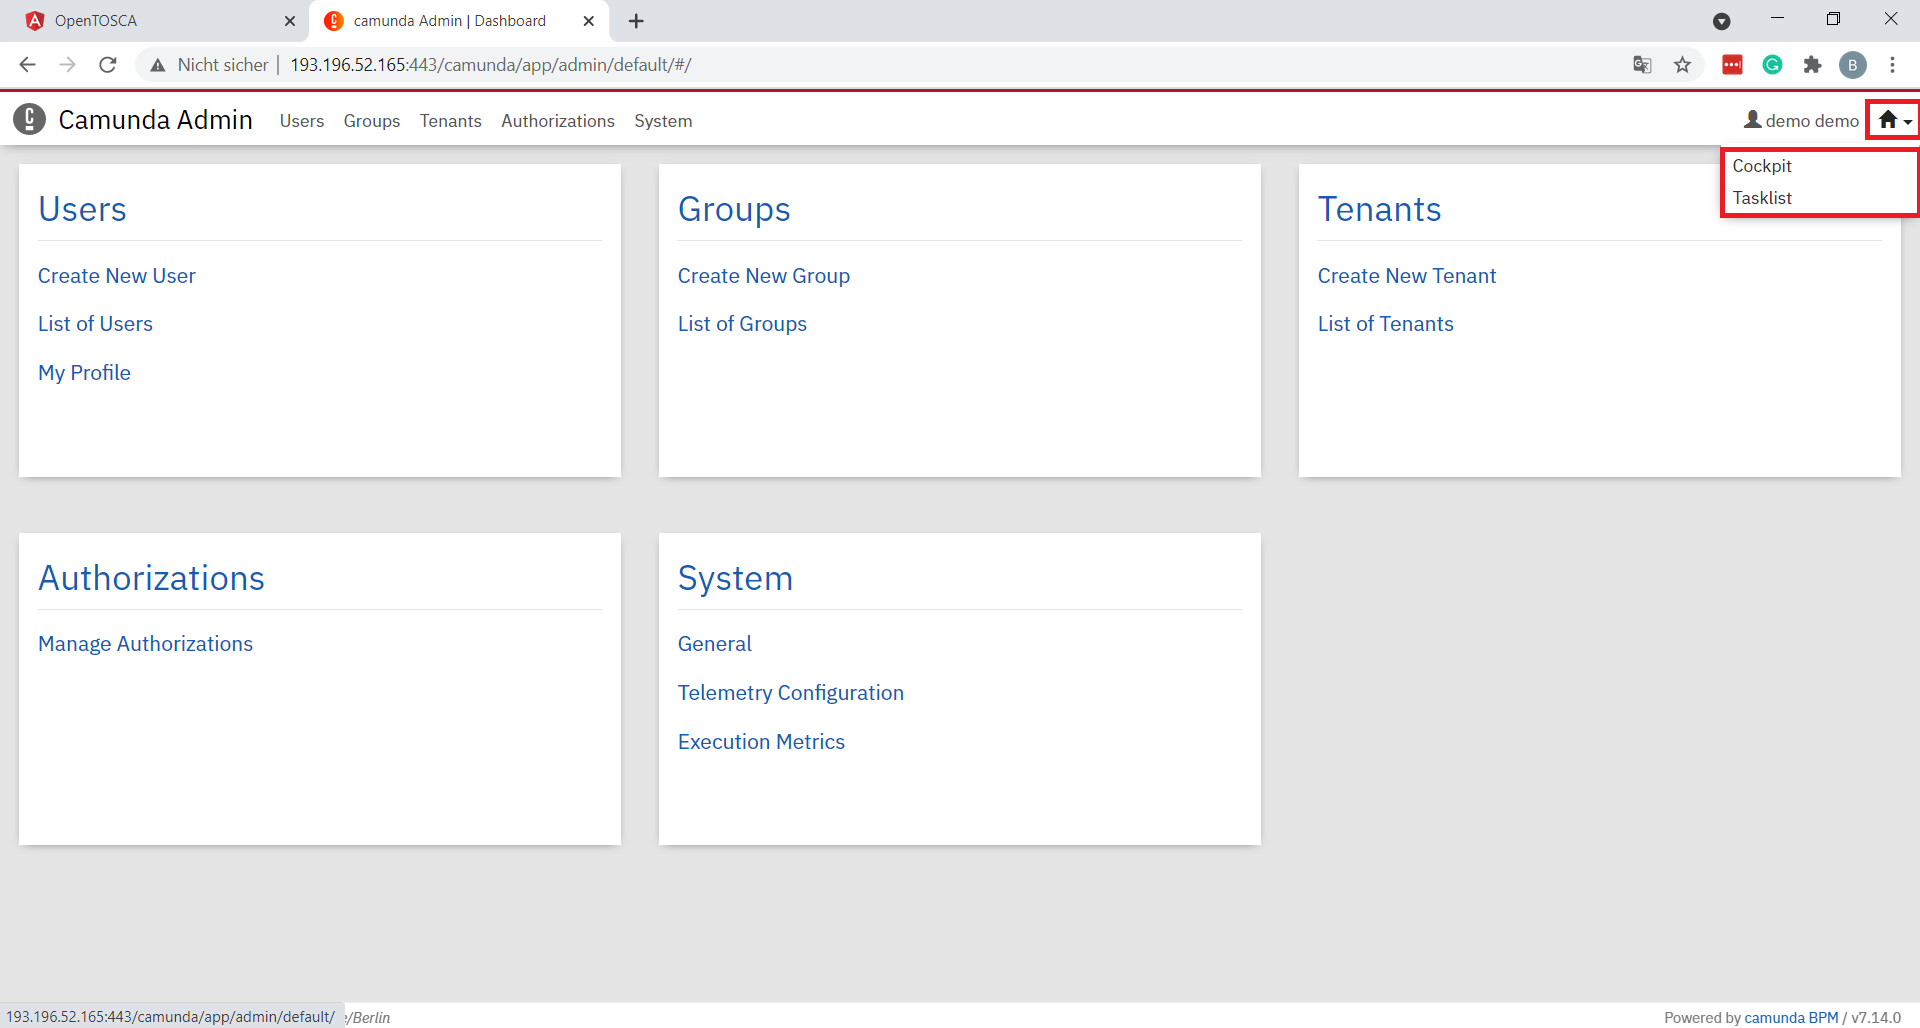 OpenTOSCA
camunda Admin | Dashboard
Nicht sicher | 193.196.52.165:443/camunda/app/admin/default/#/
B
Camunda Admin Users Groups Tenants Authorizations System demo demo
Cockpit
Tasklist
Users
Create New User
List of Users
My Profile
Groups
Create New Group
List of Groups
Tenants
Create New Tenant
List of Tenants
Authorizations
Manage Authorizations
System
General
Telemetry Configuration
Execution Metrics
193.196.52.165:443/camunda/app/admin/default/
/Berlin
Powered by camunda BPM / v7.14.0